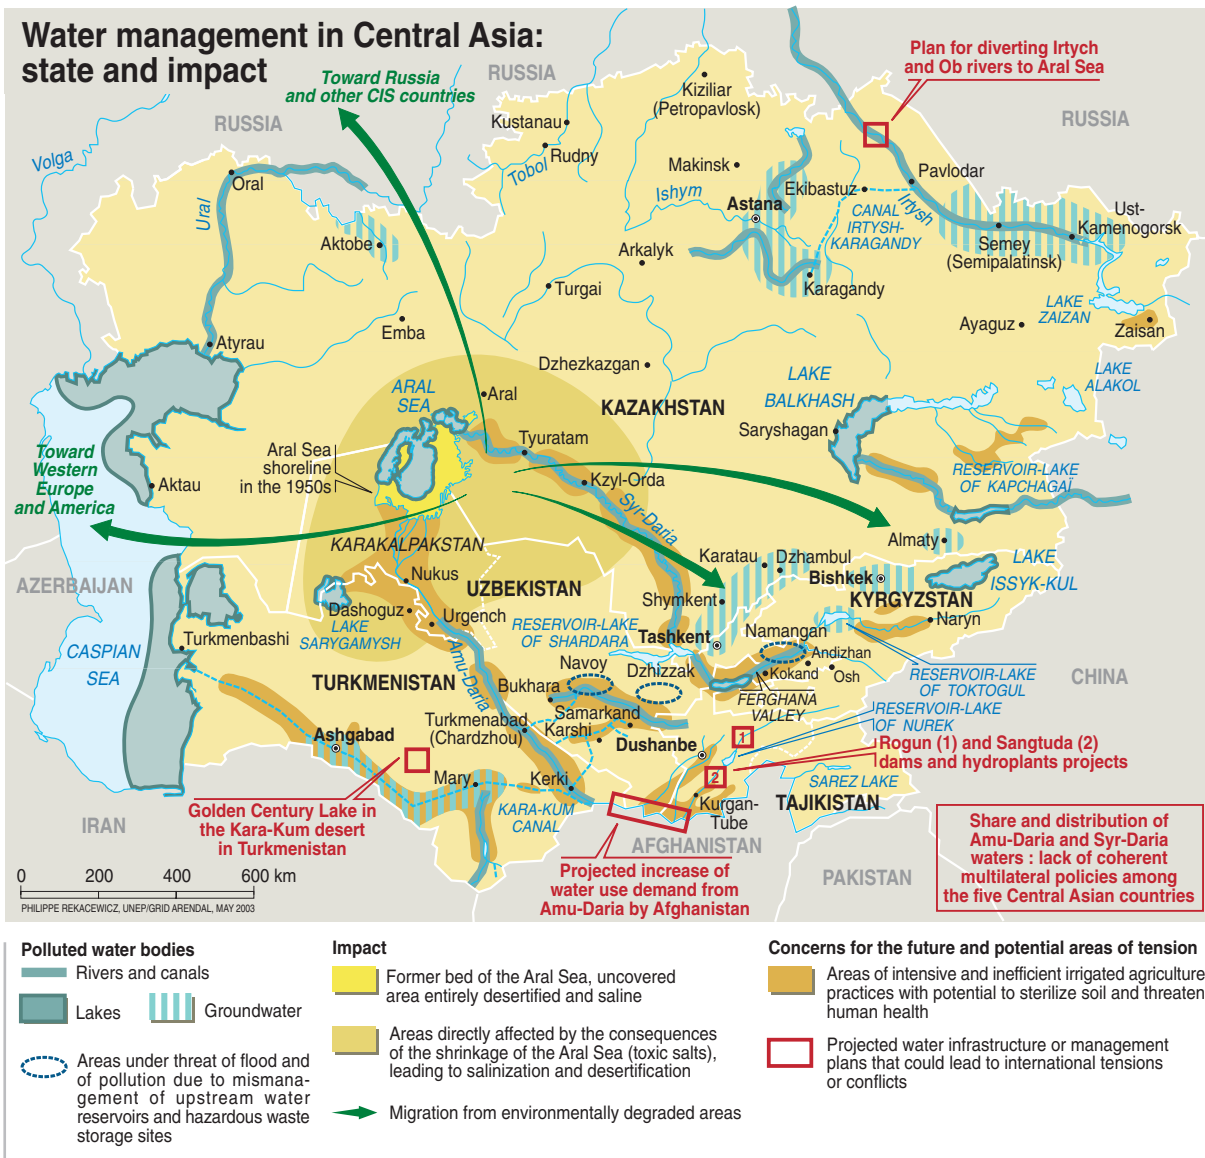 Water management in Central Asia:
state and impact
Toward Russia
and other CIS countries
RUSSIA
RUSSIA
RUSSIA
Plan for diverting Irtych
and Ob rivers to Aral Sea
Kiziliar
(Petropavlosk)
Kustanau
Rudny
Tobol
Volga
Oral
Ural
Makinsk
Ishym
Astana
Ekibastuz
Pavlodar
Irtysh
CANAL
IRTYSH-
KARAGANDY
Ust-
Kamenogorsk
Semey
(Semipalatinsk)
Aktobe
Arkalyk
Karagandy
Turgai
LAKE
ZAIZAN
Zaisan
Ayaguz
Emba
Atyrau
Dzhezkazgan
LAKE
ALAKOL
LAKE
BALKHASH
ARAL
SEA
Aral
KAZAKHSTAN
Saryshagan
Toward
Western
Europe
and America
Aral Sea
shoreline
in the 1950s
Tyuratam
Kzyl-Orda
Syr-Daria
RESERVOIR-LAKE
OF KAPCHAGAÏ
Aktau
KARAKALPAKSTAN
Almaty
AZERBAIJAN
Nukus
UZBEKISTAN
Karatau
Dzhambul
Bishkek
LAKE
ISSYK-KUL
KYRGYZSTAN
Shymkent
Dashoguz
Urgench
LAKE
SARYGAMYSH
RESERVOIR-LAKE
OF SHARDARA
Tashkent
Namangan
Naryn
Turkmenbashi
CASPIAN
SEA
Amu-Daria
Navoy
Dzhizzak
Andizhan
Kokand
Osh
RESERVOIR-LAKE
OF TOKTOGUL
CHINA
TURKMENISTAN
Bukhara
FERGHANA
VALLEY
RESERVOIR-LAKE
OF NUREK
Samarkand
Karshi
Turkmenabad
(Chardzhou)
Ashgabad
Dushanbe
1
2
Rogun (1) and Sangtuda (2)
dams and hydroplants projects
SAREZ LAKE
Mary
Kerki
Kurgan-
Tube
TAJIKISTAN
Golden Century Lake in
the Kara-Kum desert
in Turkmenistan
KARA-KUM
CANAL
IRAN
AFGHANISTAN
PAKISTAN
Projected increase of
water use demand from
Amu-Daria by Afghanistan
Share and distribution of
Amu-Daria and Syr-Daria
waters : lack of coherent
multilateral policies among
the five Central Asian countries
0 200 400 600 km
PHILIPPE REKACEWICZ, UNEP/GRID ARENDAL, MAY 2003
Polluted water bodies
Rivers and canals
Lakes
Groundwater
Areas under threat of flood and
of pollution due to misma-
gement of upstream water
reservoirs and hazardous waste
storage sites
Impact
Former bed of the Aral Sea, uncovered
area entirely desertified and saline
Areas directly affected by the consequences
of the shrinkage of the Aral Sea (toxic salts),
leading to salinization and desertification
Migration from environmentally degraded areas
Concerns for the future and potential areas of tension
Areas of intensive and inefficient irrigated agriculture
practices with potential to sterilize soil and threaten
human health
Projected water infrastructure or management
plans that could lead to international tensions
or conflicts